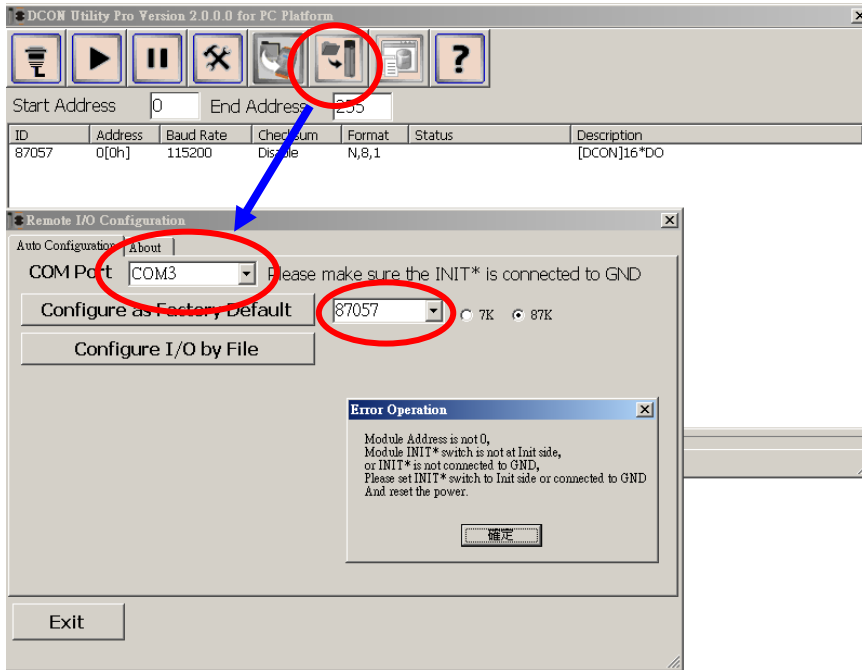 DCON Utility Pro Version 2.0.0.0 for PC Platform
Start Address 0 End Address 255
ID Address Baud Rate Checksum Format Status Description
87057 0[0h] 115200 Disable N,8,1 [DCON]16*DO
Remote I/O Configuration
Auto Configuration About
COM Port COM3 Please make sure the INIT* is connected to GND
Configure as Factory Default 87057 7K 87K
Configure I/O by File
Error Operation
Module Address is not 0,
Module INIT* switch is not at Init side,
or INIT* is not connected to GND,
Please set INIT* switch to Init side or connected to GND
And reset the power.
確定
Exit